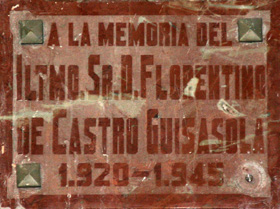 A LA MEMORIA DEL
ILTMO. SR. D. FLORENTINO
DE CASTRO GUISASOLA
1.920-1.945